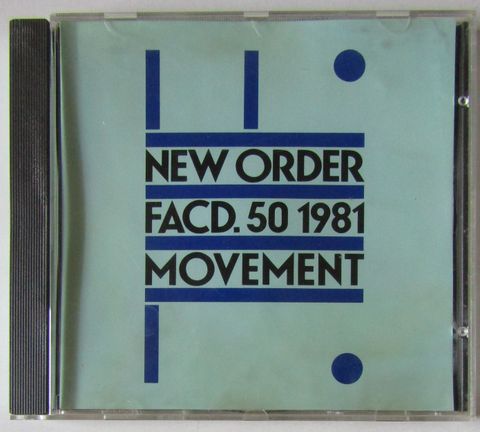 NEW ORDER
FACD. 50 1981
MOVEMENT